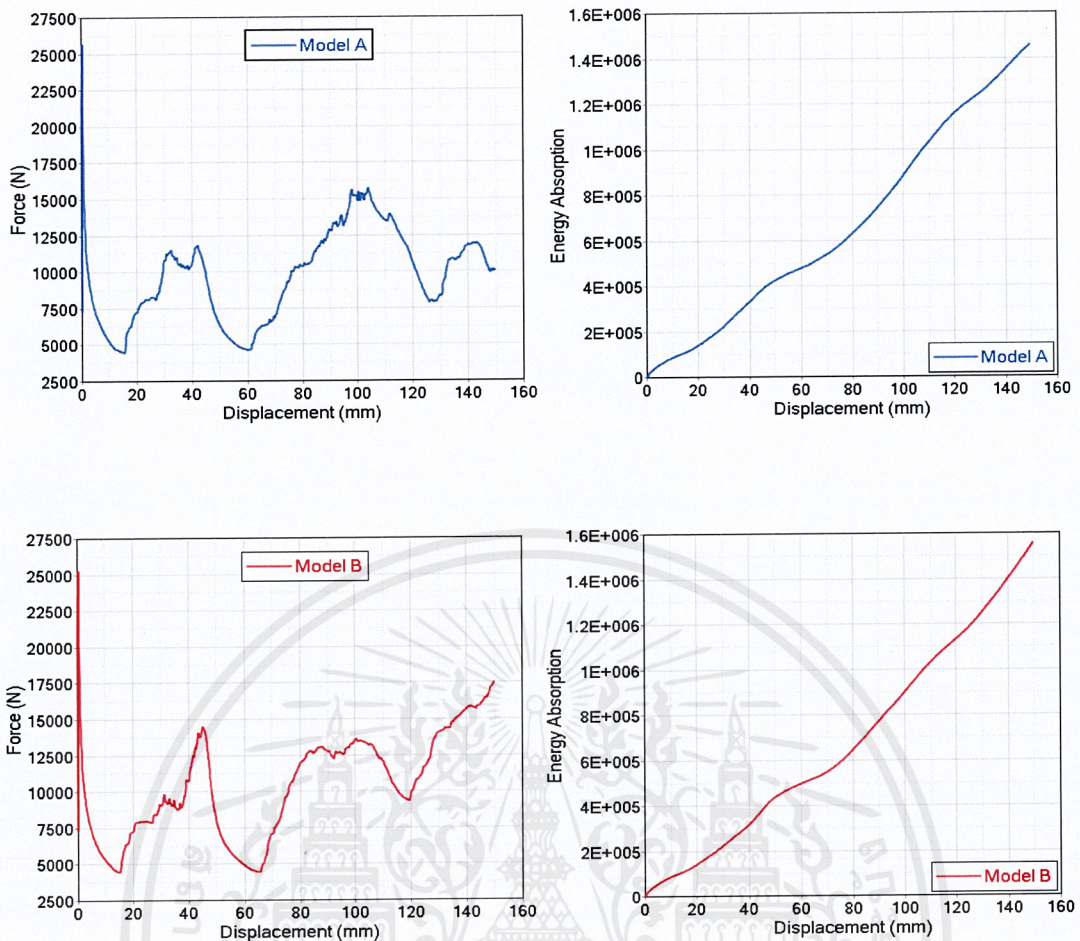 27500
25000
22500
20000
17500
15000
12500
10000
7500
5000
2500
Force (N)
Model A
0 20 40 60 80 100 120 140 160
Displacement (mm)
1.6E+006
1.4E+006
1.2E+006
1E+006
8E+005
6E+005
4E+005
2E+005
0
Energy Absorption
Model A
0 20 40 60 80 100 120 140 160
Displacement (mm)
27500
25000
22500
20000
17500
15000
12500
10000
7500
5000
2500
Force (N)
Model B
0 20 40 60 80 100 120 140 160
Displacement (mm)
1.6E+006
1.4E+006
1.2E+006
1E+006
8E+005
6E+005
4E+005
2E+005
0
Energy Absorption
Model B
0 20 40 60 80 100 120 140 160
Displacement (mm)